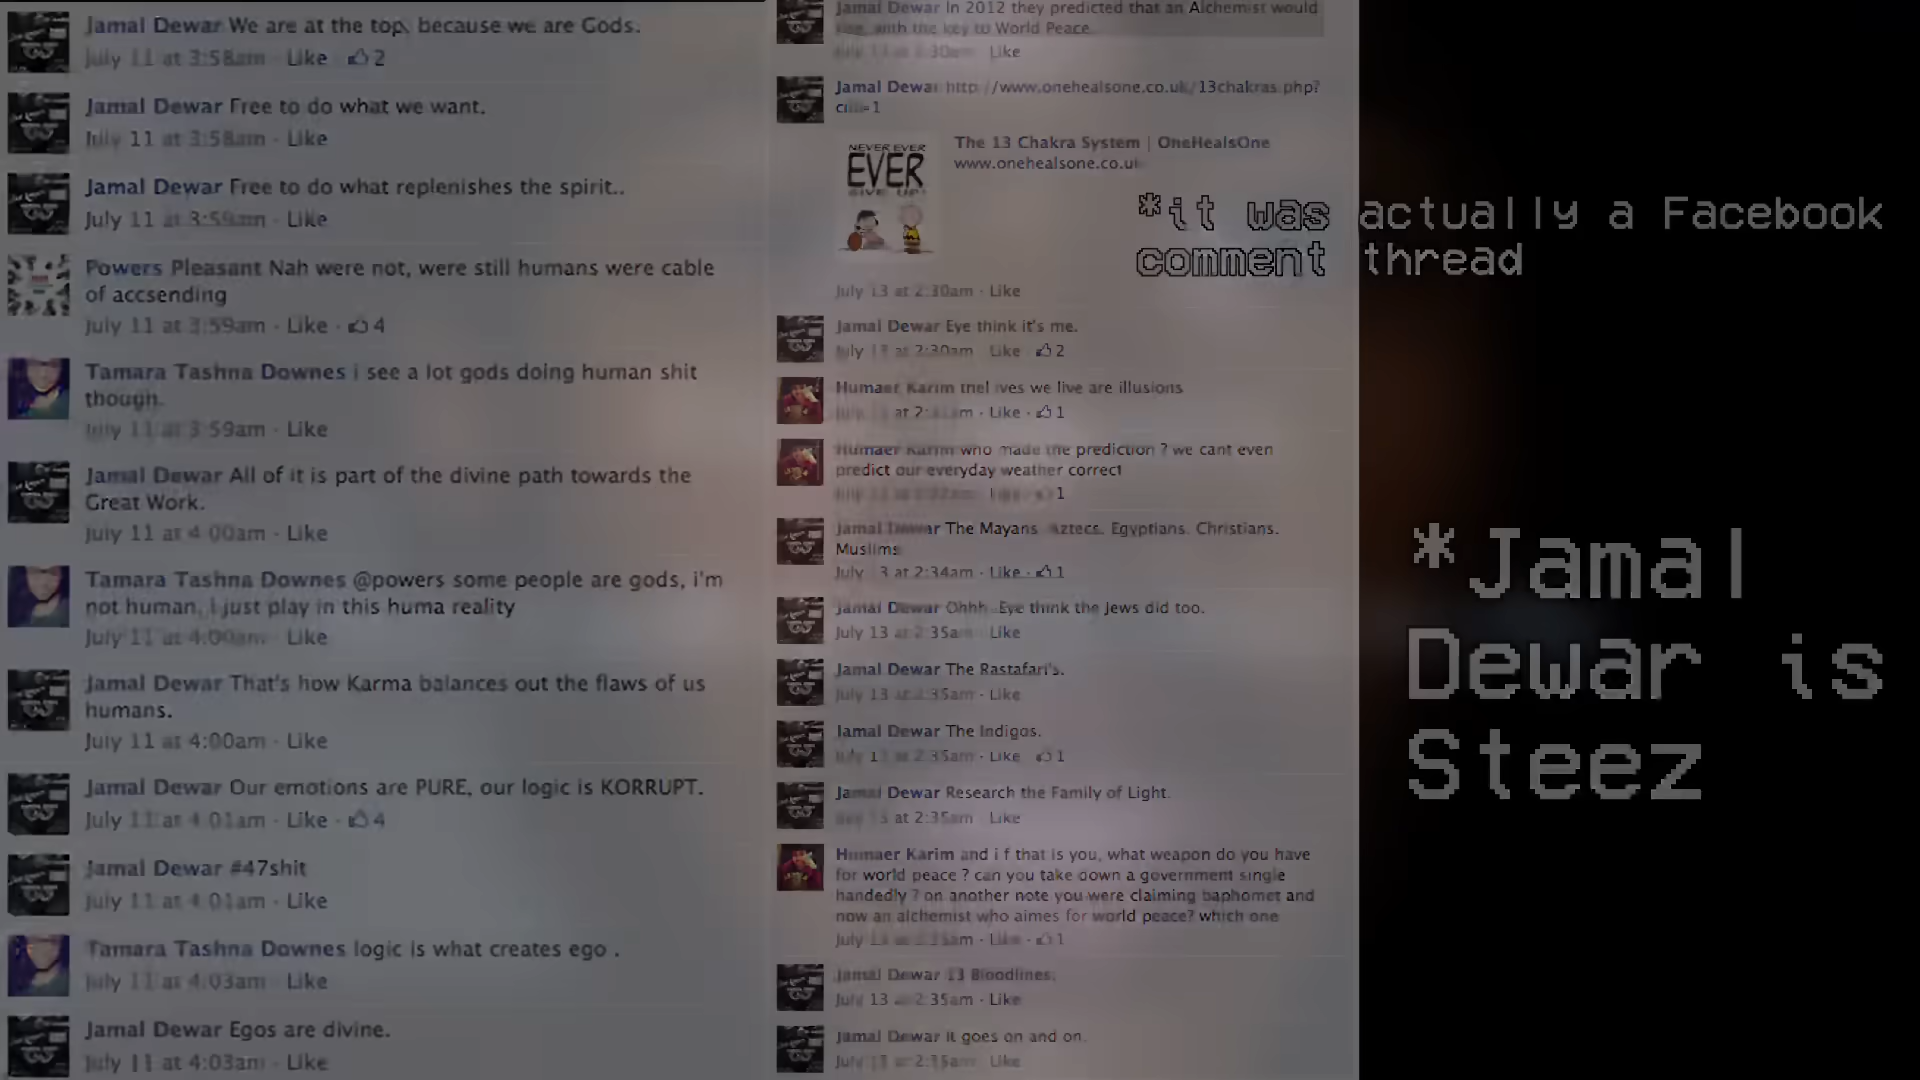 Jamal Dewar We are at the top, because we are Gods.
July 11 at 3:58am · Like · 2
Jamal Dewar Free to do what we want.
July 11 at 3:58am · Like
Jamal Dewar Free to do what replenishes the spirit..
July 11 at 3:59am · Like
Powers Pleasant Nah were not, were still humans were cable
of accsending
July 11 at 3:59am · Like · 4
Tamara Tashna Downes i see a lot gods doing human shit
though.
July 11 at 3:59am · Like
Jamal Dewar All of it is part of the divine path towards the
Great Work.
July 11 at 4:00am · Like
Tamara Tashna Downes @powers some people are gods, i'm
not human, I just play in this huma reality
July 11 at 4:00am · Like
Jamal Dewar That's how Karma balances out the flaws of us
humans.
July 11 at 4:00am · Like
Jamal Dewar Our emotions are PURE, our logic is KORRUPT.
July 11 at 4:01am · Like · 4
Jamal Dewar #47shit
July 11 at 4:01am · Like
Tamara Tashna Downes logic is what creates ego .
July 11 at 4:03am · Like
Jamal Dewar Egos are divine.
July 11 at 4:03am · Like
Jamal Dewar In 2012 they predicted that an Alchemist would
with the key to World Peace.
July 13 at 2:30am Like
Jamal Dewar http://www.onehealsone.co.uk/13chakras.php?
NEVER EVER
EVER
GIVE UP!
The 13 Chakra System | OneHealsOne
www.onehealsone.co.uk
July 13 at 2:30am · Like
Jamal Dewar Eye think it's me.
July 13 at 2:30am Like · 2
Humaer Karim the lives we live are illusions
at Like · 1
Humaer Karim who made the prediction ? we cant even
predict our everyday weather correct
1
Jamal Dewar The Mayans. Aztecs. Egyptians. Christians.
Muslims
July 13 at 2:34am · Like · 1
Jamal Dewar Ohhh. Eye think the Jews did too.
July 13 at 2:35am Like
Jamal Dewar The Rastafari's.
July 13 at 2:35am · Like
Jamal Dewar The Indigos.
July 13 at 2:35am · Like 1
Jamal Dewar Research the Family of Light.
July 13 at 2:35am Like
Humaer Karim and i f that is you, what weapon do you have
for world peace ? can you take down a government single
handedly ? on another note you were claiming baphomet and
now an alchemist who aimes for world peace? which one
July 13 at 2:35am · Like · 1
Jamal Dewar 13 Bloodlines.
July 13 at 2:35am · Like
Jamal Dewar it goes on and on.
July 13 at 2:35am Like
*it was actually a Facebook
comment thread
*Jamal
Dewar is
Steez